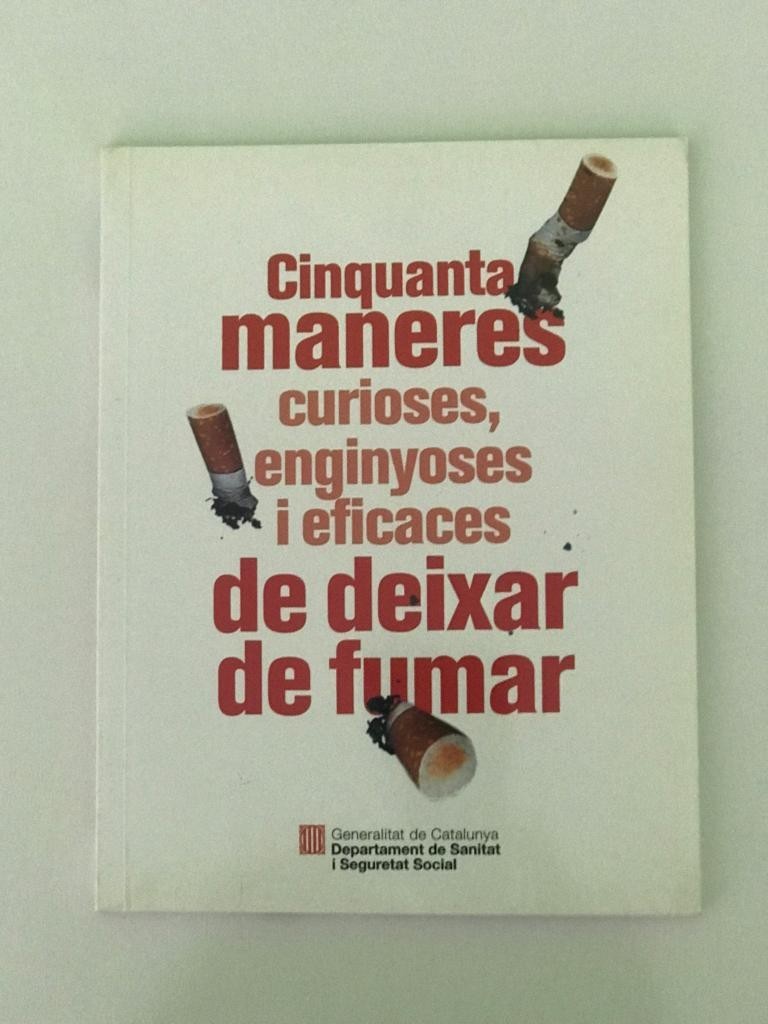 Cinquanta
maneres
curioses,
enginyoses
i eficaces
de deixar
de fumar
Generalitat de Catalunya
Departament de Sanitat
i Seguretat Social